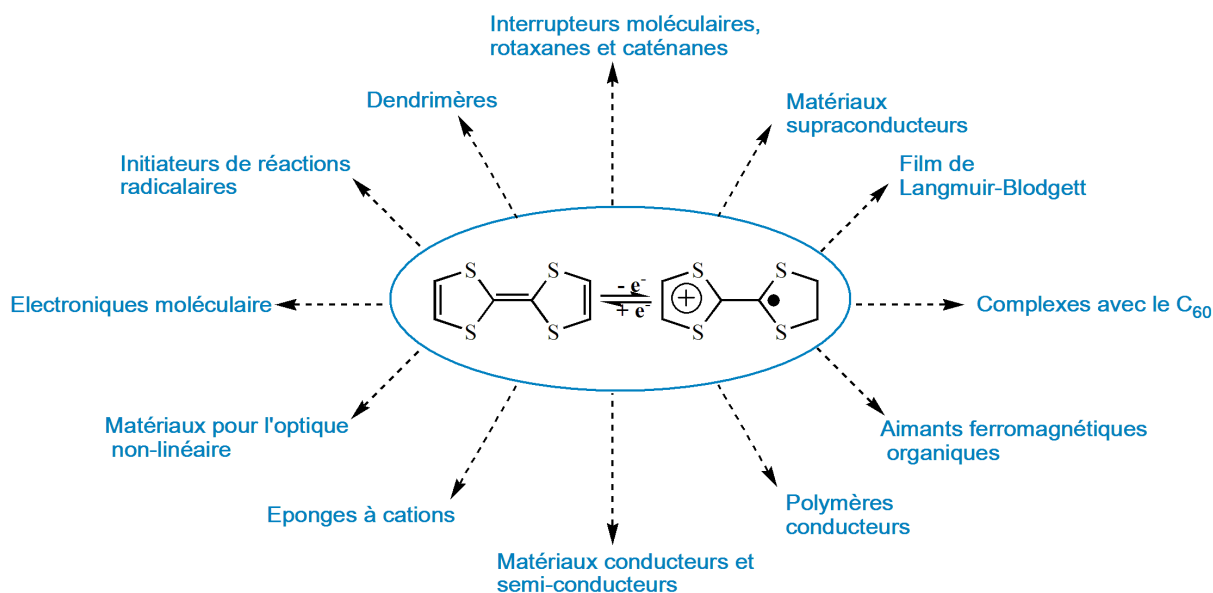 Interrupteurs moléculaires,
rotaxanes et caténanes
Dendrimères
Matériaux
supraconducteurs
Initiateurs de réactions
radicalaires
Film de
Langmuir-Blodgett
S
S
S
S
- e-
+ e-
S
S
S
S
Electroniques moléculaire
Complexes avec le C60
Matériaux pour l'optique
non-linéaire
Aimants ferromagnétiques
organiques
Eponges à cations
Polymères
conducteurs
Matériaux conducteurs et
semi-conducteurs